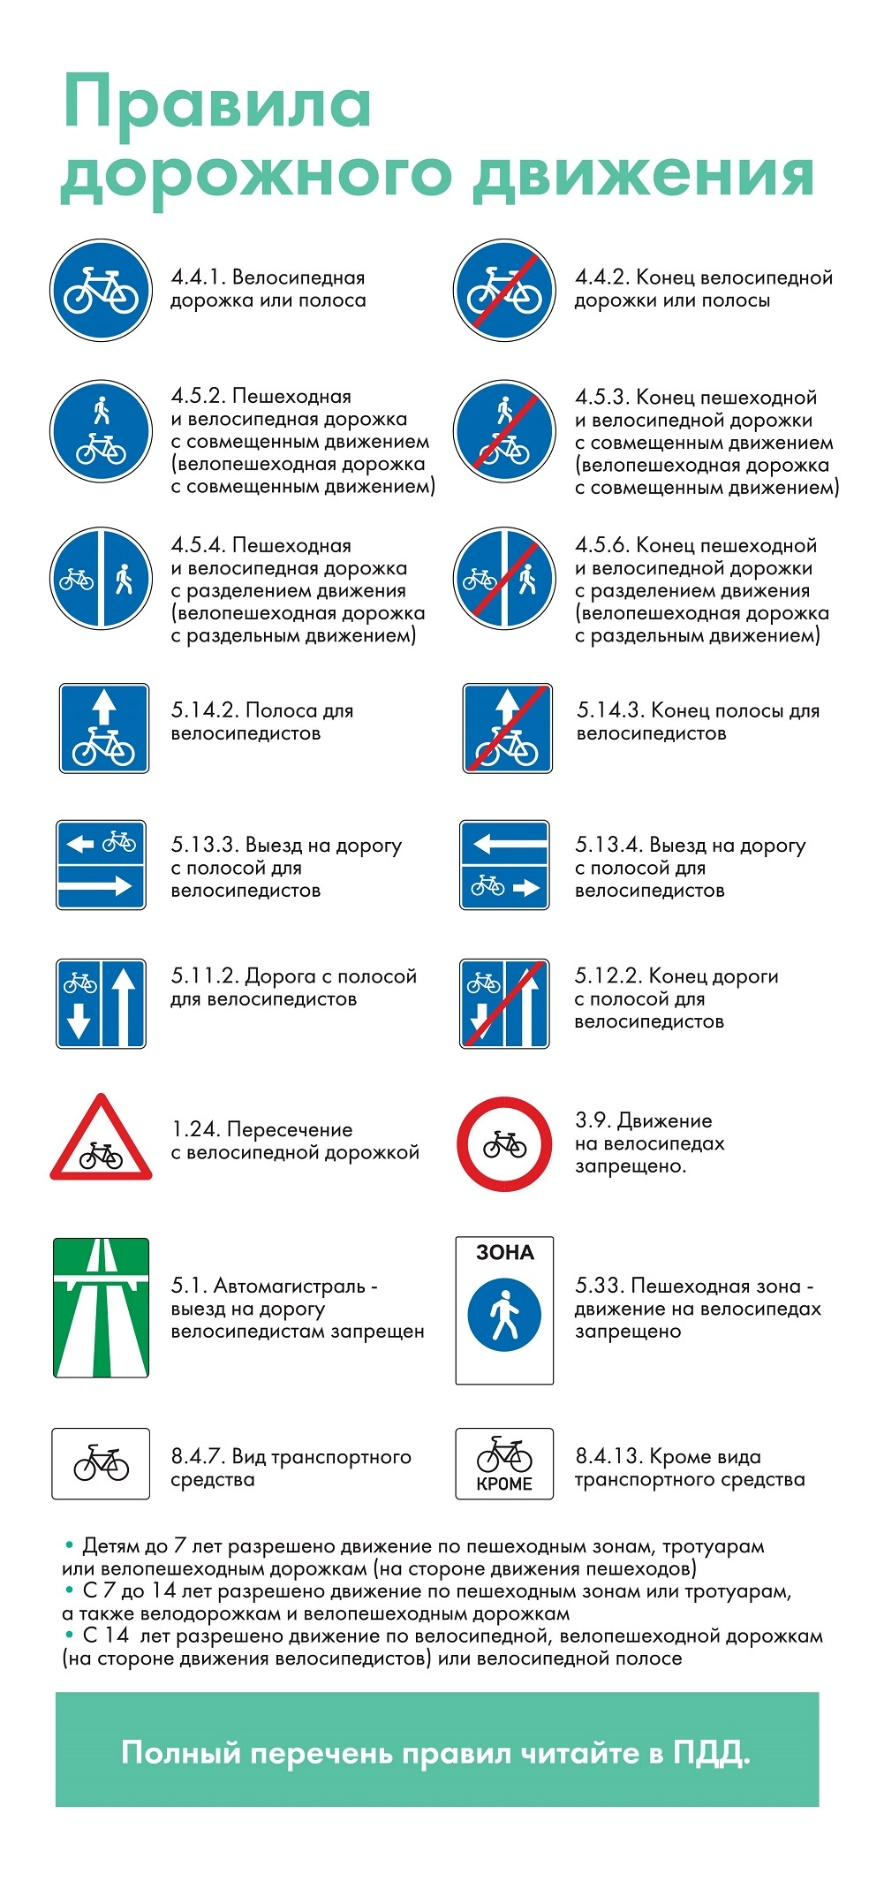 Правила
дорожного движения
4.4.1. Велосипедная
дорожка или полоса
4.4.2. Конец велосипедной
дорожки или полосы
4.5.2. Пешеходная
и велосипедная дорожка
с совмещенным движением
(велопешеходная дорожка
с совмещенным движением)
4.5.3. Конец пешеходной
и велосипедной дорожки
с совмещенным движением
(велопешеходная дорожка
с совмещенным движением)
4.5.4. Пешеходная
и велосипедная дорожка
с разделением движения
(велопешеходная дорожка
с раздельным движением)
4.5.6. Конец пешеходной
и велосипедной дорожки
с разделением движения
(велопешеходная дорожка
с раздельным движением)
5.14.2. Полоса для
велосипедистов
5.14.3. Конец полосы для
велосипедистов
5.13.3. Выезд на дорогу
с полосой для
велосипедистов
5.13.4. Выезд на дорогу
с полосой для
велосипедистов
5.11.2. Дорога с полосой
для велосипедистов
5.12.2. Конец дороги
с полосой для
велосипедистов
1.24. Пересечение
с велосипедной дорожкой
3.9. Движение
на велосипедах
запрещено.
5.1. Автомагистраль -
выезд на дорогу
велосипедистам запрещен
ЗОНА
5.33. Пешеходная зона -
движение на велосипедах
запрещено
8.4.7. Вид транспортного
средства
КРОМЕ
8.4.13. Кроме вида
транспортного средства
• Детям до 7 лет разрешено движение по пешеходным зонам, тротуарам
или велопешеходным дорожкам (на стороне движения пешеходов)
• С 7 до 14 лет разрешено движение по пешеходным зонам или тротуарам,
а также велодорожкам и велопешеходным дорожкам
• С 14 лет разрешено движение по велосипедной, велопешеходной дорожкам
(на стороне движения велосипедистов) или велосипедной полосе
Полный перечень правил читайте в ПДД.